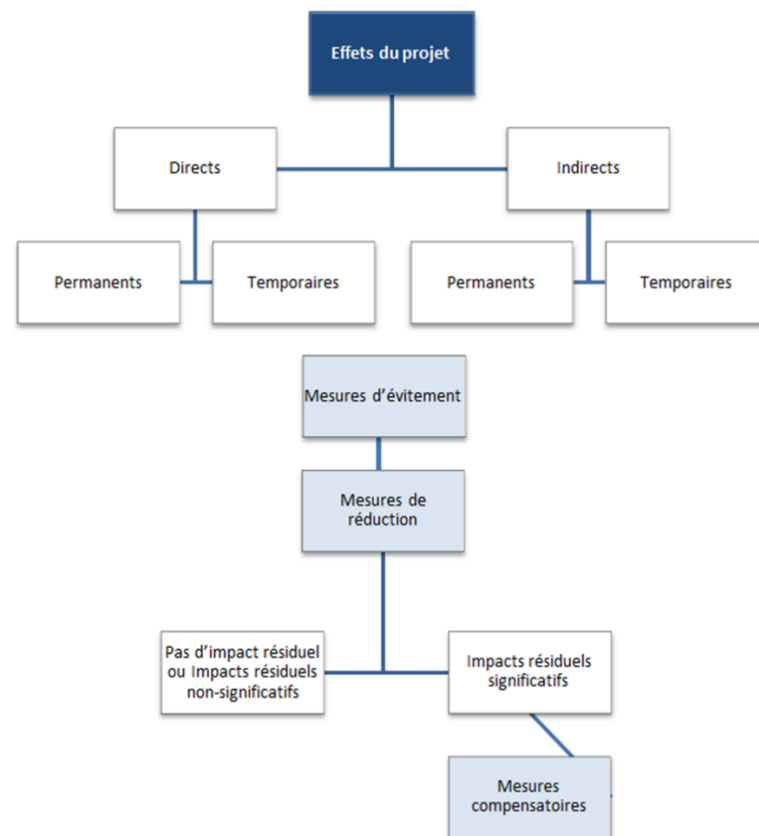 Effets du projet
Directs
Indirects
Permanents
Temporaires
Permanents
Temporaires
Mesures d'évitement
Mesures de
réduction
Pas d'impact résiduel
ou Impacts résiduels
non-significatifs
Impacts résiduels
significatifs
Mesures
compensatoires